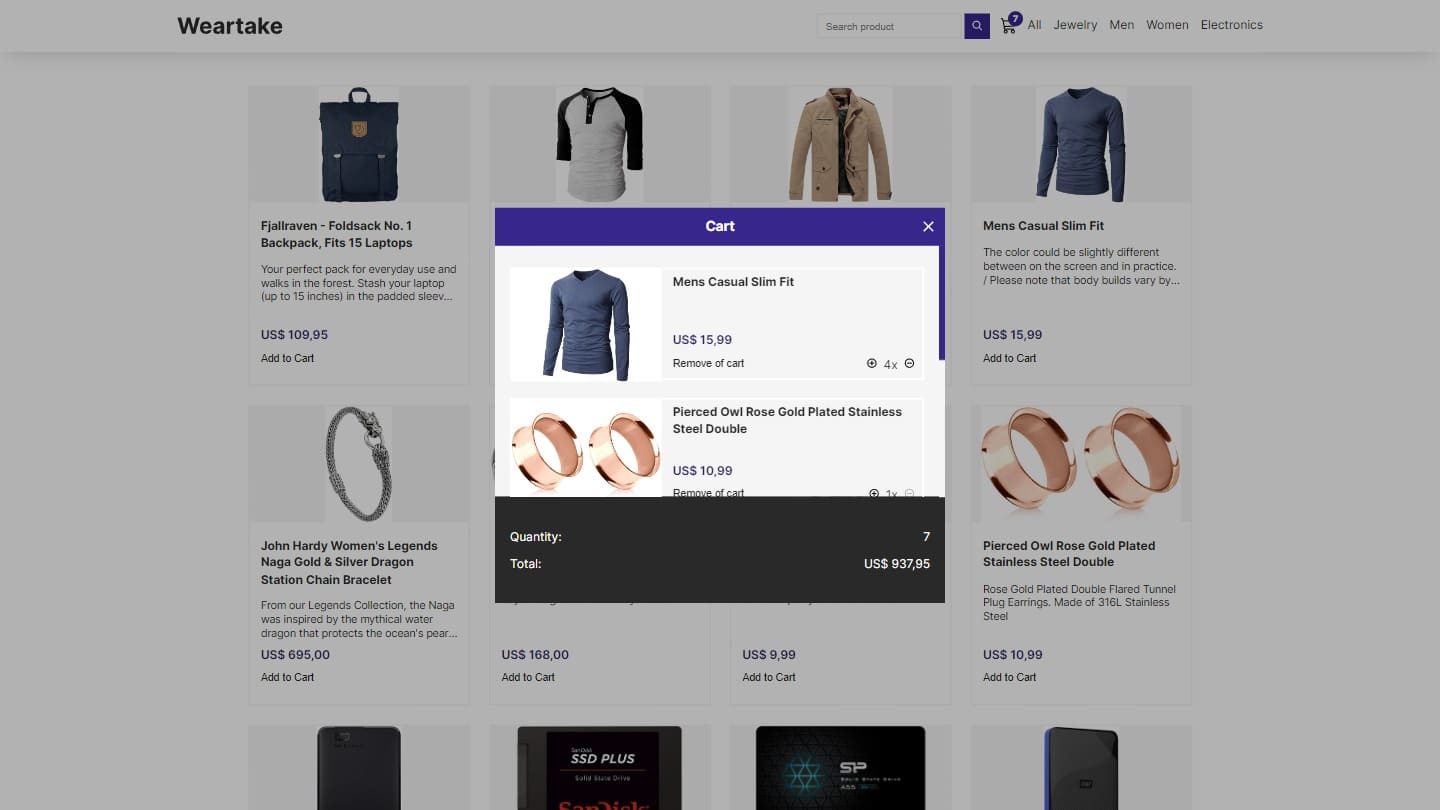 Weartake
Search product
7
All
Jewelry
Men
Women
Electronics
Fjallraven - Foldsack No. 1
Backpack, Fits 15 Laptops
Your perfect pack for everyday use and
walks in the forest. Stash your laptop
(up to 15 inches) in the padded sleev...
US$ 109,95
Add to Cart
Mens Casual Slim Fit
The color could be slightly different
between on the screen and in practice.
/ Please note that body builds vary by...
US$ 15,99
Add to Cart
Cart
Mens Casual Slim Fit
US$ 15,99
Remove of cart
4x
Pierced Owl Rose Gold Plated Stainless
Steel Double
US$ 10,99
Remove of cart
1x
Quantity:
7
Total:
US$ 937,95
John Hardy Women's Legends
Naga Gold & Silver Dragon
Station Chain Bracelet
From our Legends Collection, the Naga
was inspired by the mythical water
dragon that protects the ocean's pear...
US$ 695,00
Add to Cart
US$ 168,00
Add to Cart
US$ 9,99
Add to Cart
Pierced Owl Rose Gold Plated
Stainless Steel Double
Rose Gold Plated Double Flared Tunnel
Plug Earrings. Made of 316L Stainless
Steel
US$ 10,99
Add to Cart
SanDisk
SSD PLUS
Solid State Drive
SanDisk
SP
SOLID STATE DRIVE
A55